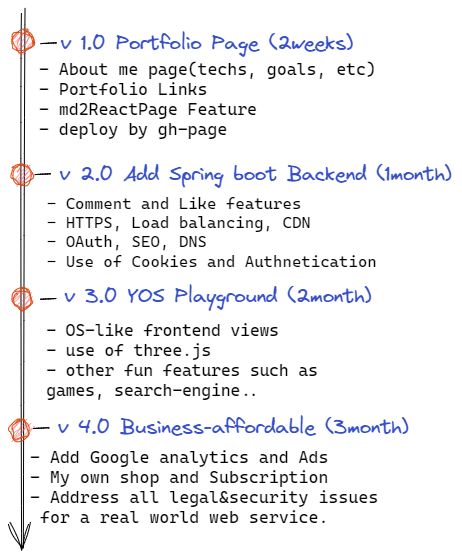 v 1.0 Portfolio Page (2weeks)
- About me page(techs, goals, etc)
- Portfolio Links
- md2ReactPage Feature
- deploy by gh-page
v 2.0 Add Spring boot Backend (1month)
- Comment and Like features
- HTTPS, Load balancing, CDN
- OAuth, SEO, DNS
- Use of Cookies and Authnetication
v 3.0 YOS Playground (2month)
- OS-like frontend views
- use of three.js
- other fun features such as
games, search-engine..
v 4.0 Business-affordable (3month)
- Add Google analytics and Ads
- My own shop and Subscription
- Address all legal&security issues
for a real world web service.